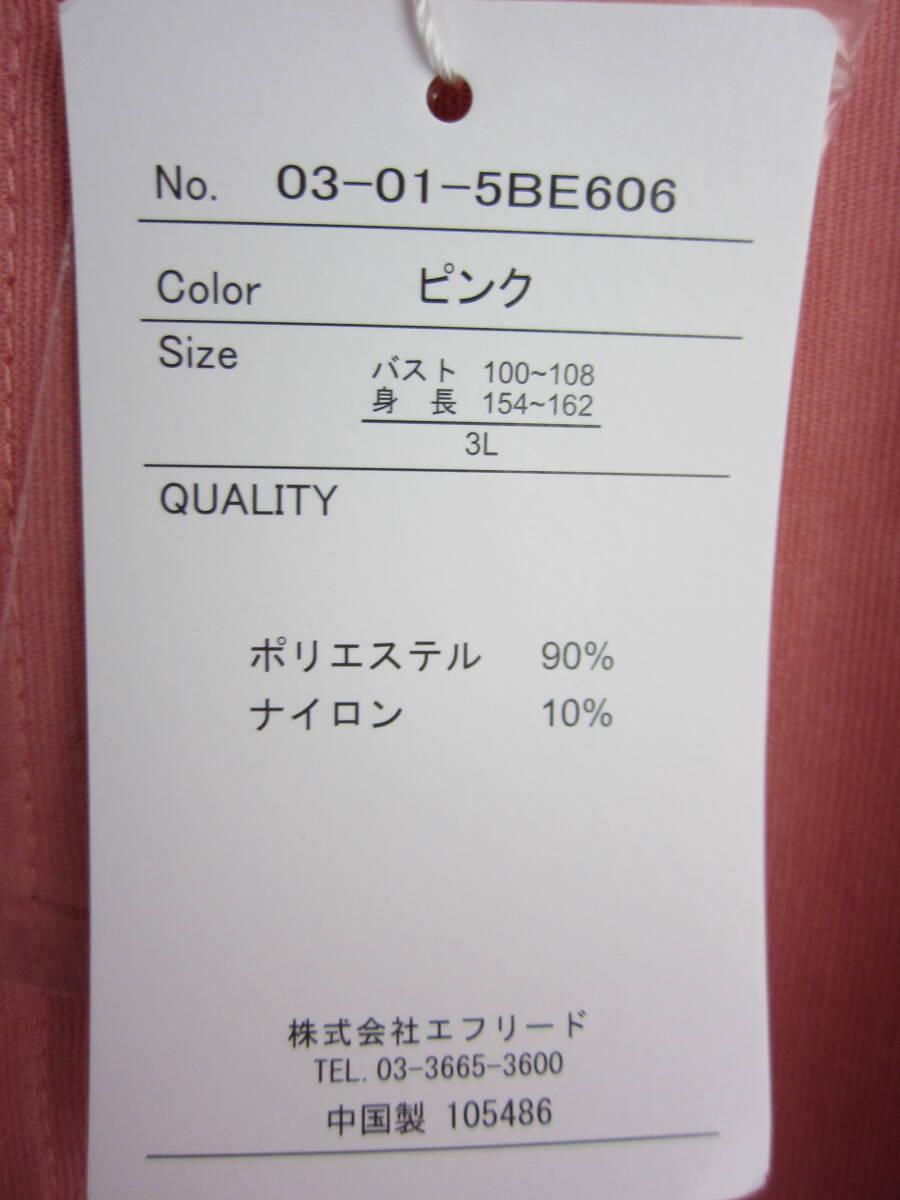 No. 03-01-5BE606
Color ピンク
Size
バスト 100~108
身 長 154~162
3L
QUALITY
ポリエステル 90%
ナイロン 10%
株式会社エフリード
TEL. 03-3665-3600
中国製 105486